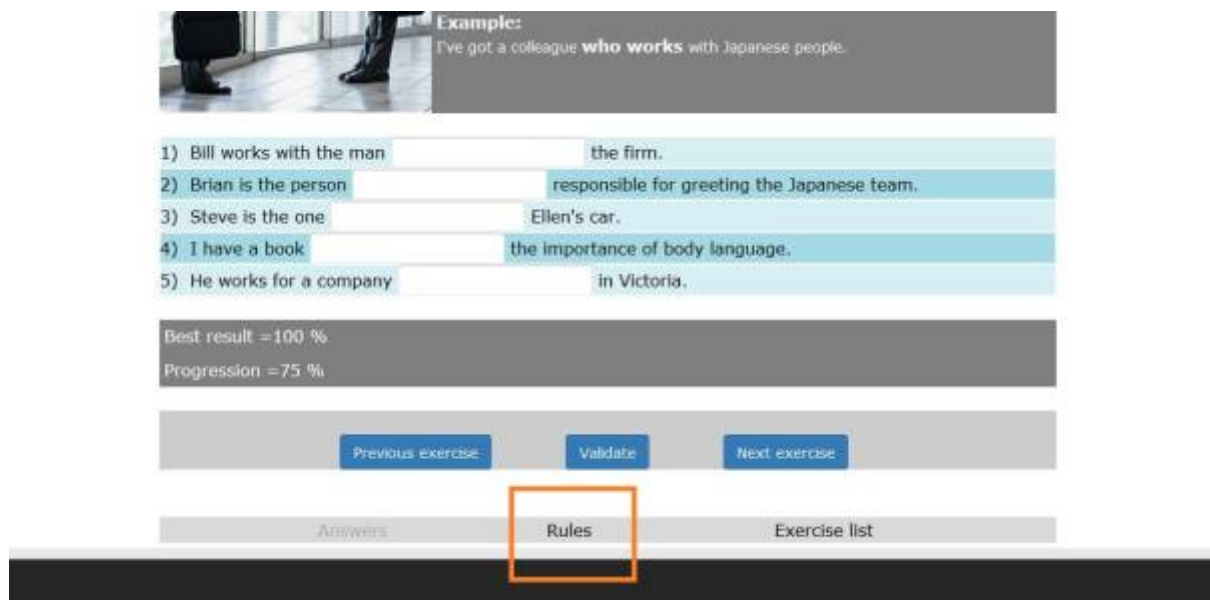 Example:
I've got a colleague who works with Japanese people.
1) Bill works with the man the firm.
2) Brian is the person responsible for greeting the Japanese team.
3) Steve is the one Ellen's car.
4) I have a book the importance of body language.
5) He works for a company in Victoria.
Best result =100 %
Progression =75 %
Previous exercise Validate Next exercise
Answers Rules Exercise list